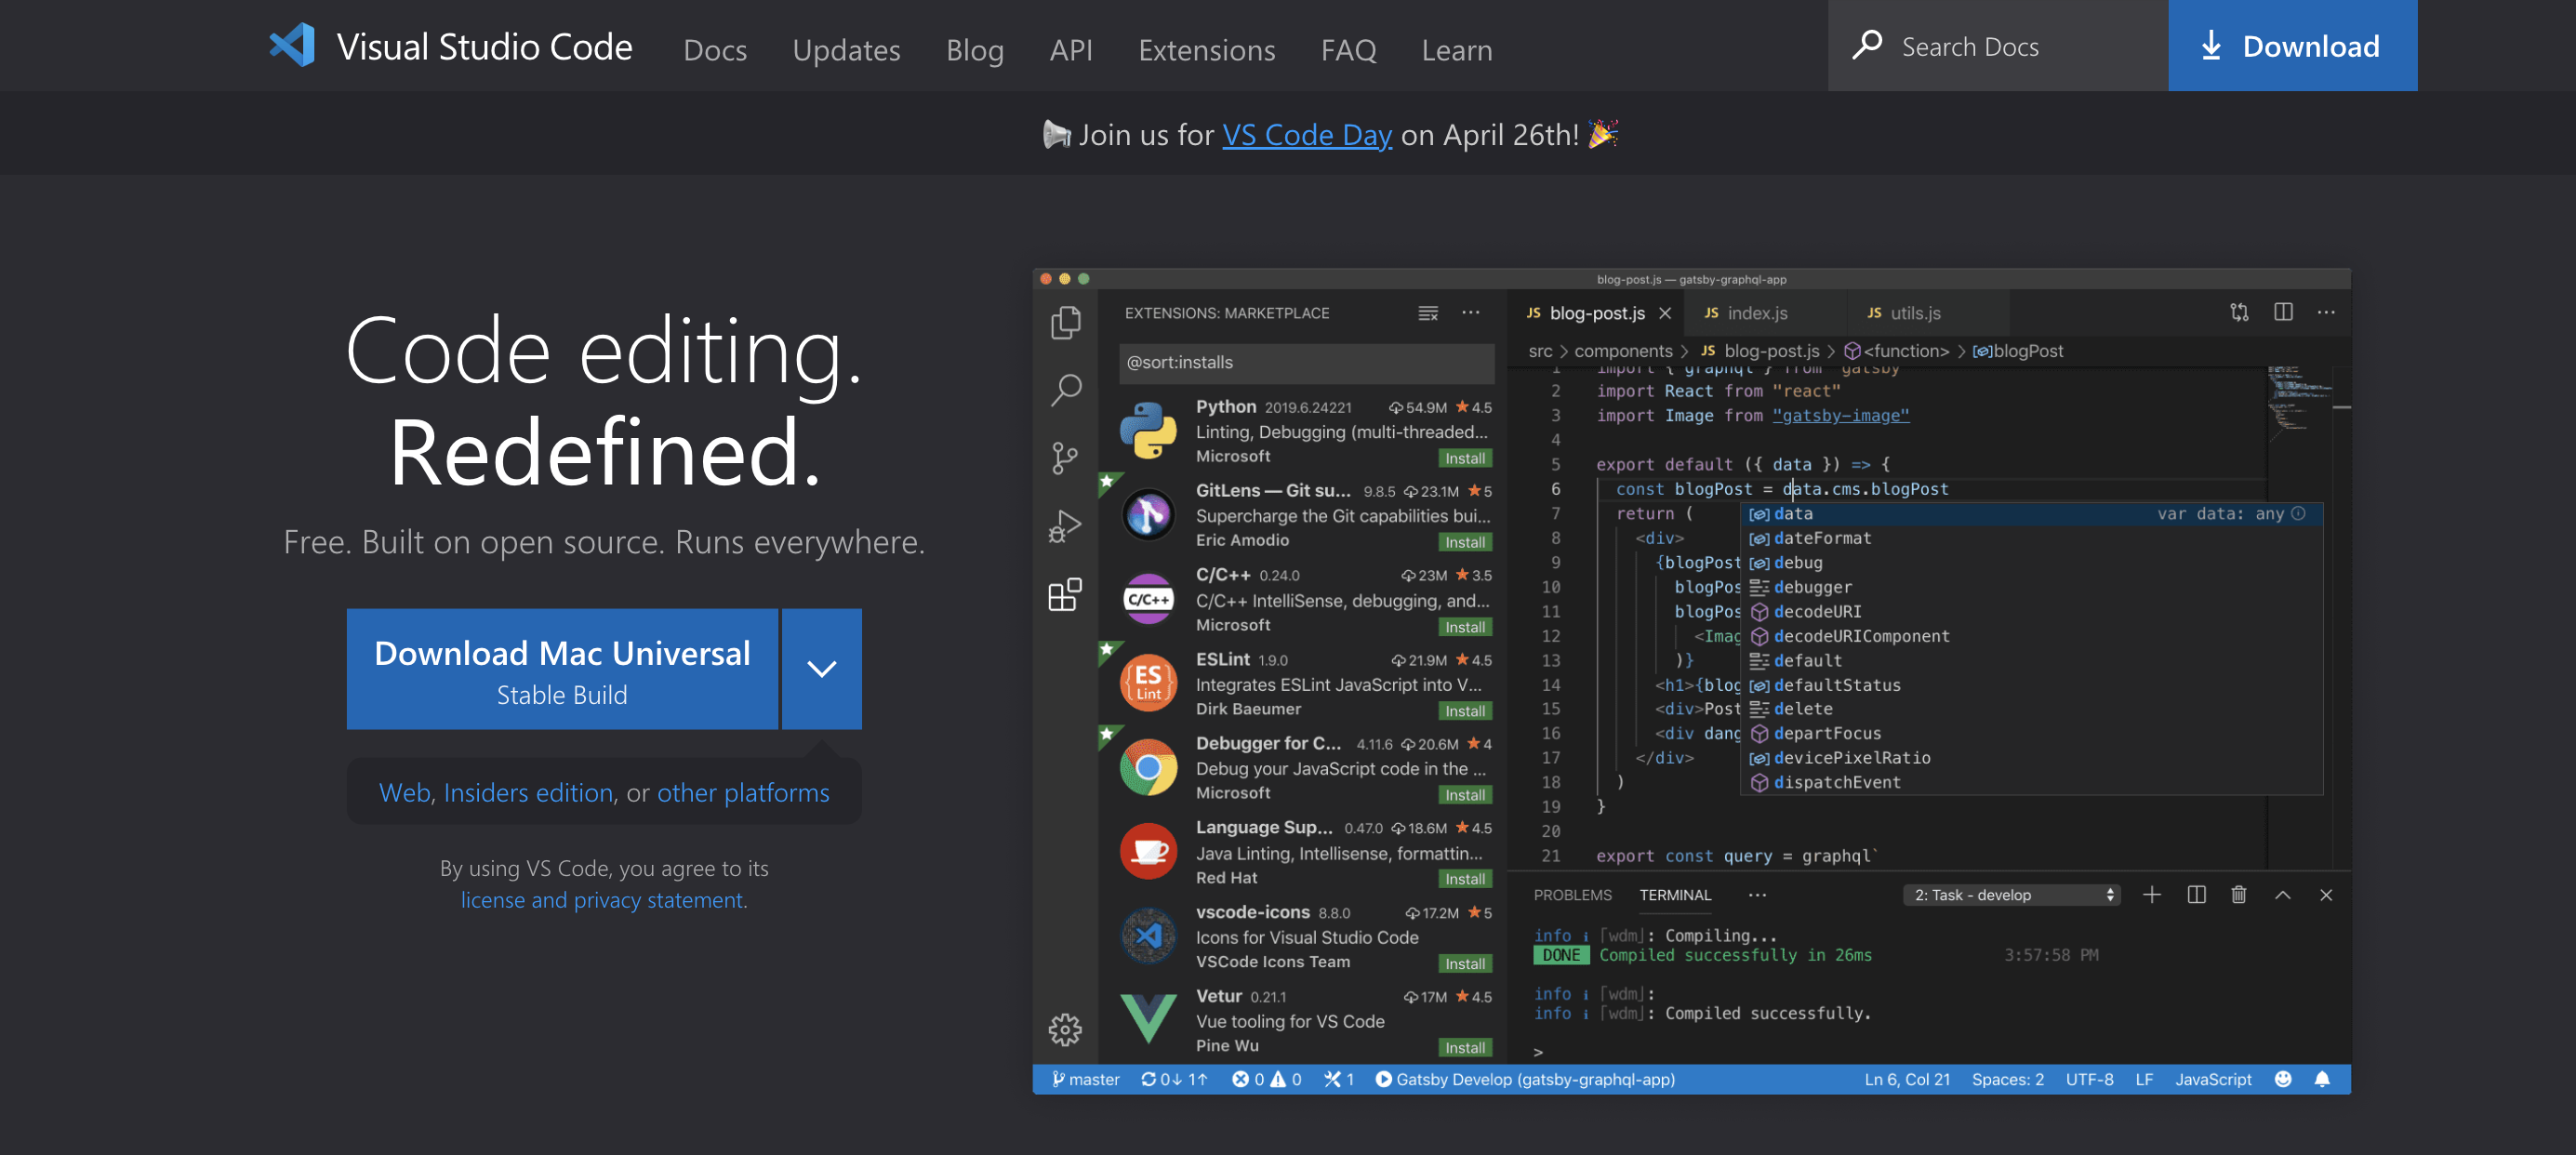 Visual Studio Code Docs Updates Blog API Extensions FAQ Learn Search Docs Download
Join us for VS Code Day on April 26th!
Code editing.
Redefined.
Free. Built on open source. Runs everywhere.
Download Mac Universal
Stable Build
Web, Insiders edition, or other platforms
By using VS Code, you agree to its
license and privacy statement.
blog-post.js — gatsby-graphql-app
EXTENSIONS: MARKETPLACE
@sort:installs
Python 2019.6.24221 54.9M 4.5
Linting, Debugging (multi-threaded...
Microsoft Install
GitLens — Git su... 9.8.5 23.1M 5
Supercharge the Git capabilities bui...
Eric Amodio Install
C/C++
C/C++ 0.24.0 23M 3.5
C/C++ IntelliSense, debugging, and...
Microsoft Install
ES
Lint
ESLint 1.9.0 21.9M 4.5
Integrates ESLint JavaScript into V...
Dirk Baeumer Install
Debugger for C... 4.11.6 20.6M 4
Debug your JavaScript code in the ...
Microsoft Install
Language Sup... 0.47.0 18.6M 4.5
Java Linting, Intellisense, formattin...
Red Hat Install
vscode-icons 8.8.0 17.2M 5
Icons for Visual Studio Code
VSCode Icons Team Install
Vetur 0.21.1 17M 4.5
Vue tooling for VS Code
Pine Wu Install
JS blog-post.js JS index.js JS utils.js
src > components > JS blog-post.js > <function> > blogPost
1 import { graphql } from "gatsby"
2 import React from "react"
3 import Image from "gatsby-image"
4
5 export default ({ data }) => {
6 const blogPost = data.cms.blogPost
7 return (
8 <div>
9 {blogPost
10 blogPos
11 blogPos
12 <Imag
13 )}
14 <h1>{blog
15 <div>Post
16 <div dang
17 </div>
18 )
19 }
20
21 export const query = graphql`
data var data: any
dateFormat
debug
debugger
decodeURI
decodeURIComponent
default
defaultStatus
delete
departFocus
devicePixelRatio
dispatchEvent
PROBLEMS TERMINAL ··· 2: Task - develop
info i [wdm]: Compiling...
DONE Compiled successfully in 26ms 3:57:58 PM
info i [wdm]:
info i [wdm]: Compiled successfully.
>
master 0↓ 1↑ 0 0 1 Gatsby Develop (gatsby-graphql-app) Ln 6, Col 21 Spaces: 2 UTF-8 LF JavaScript